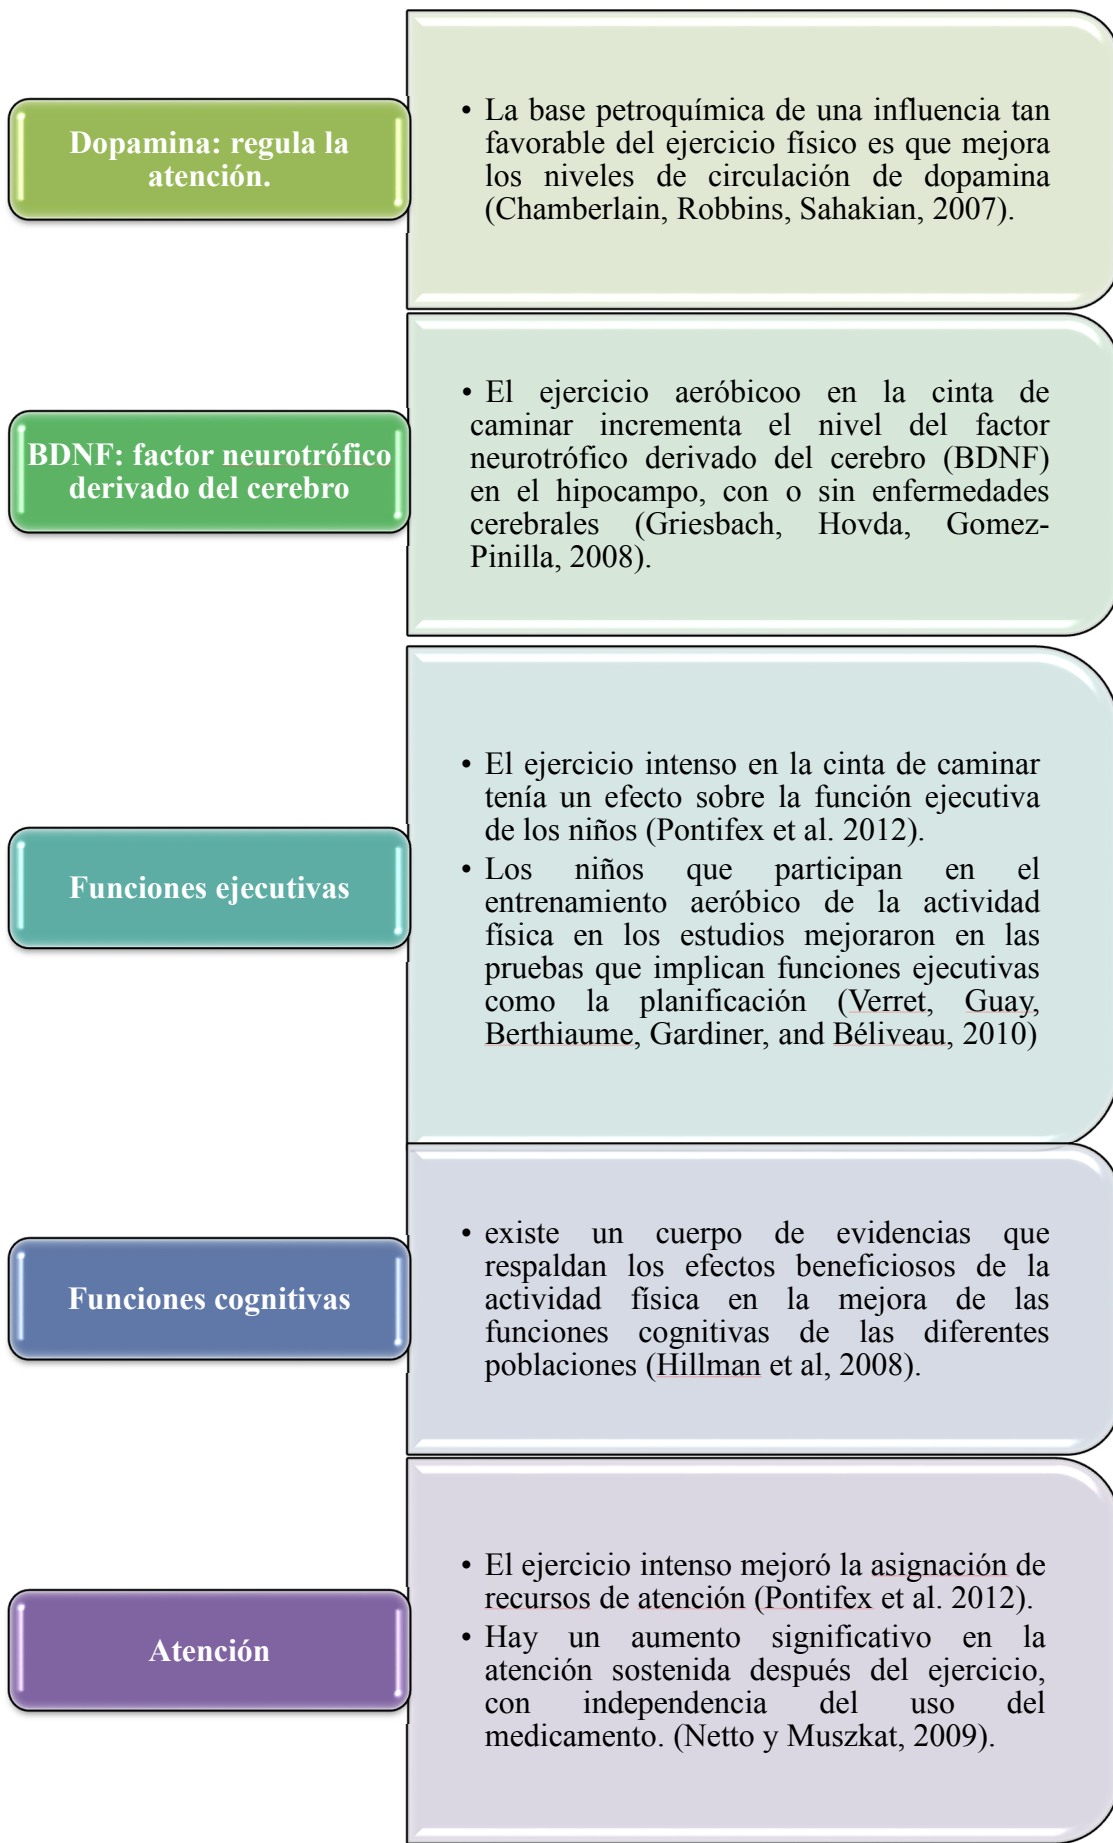 Dopamina: regula la
atención.
• La base petroquímica de una influencia tan
favorable del ejercicio físico es que mejora
los niveles de circulación de dopamina
(Chamberlain, Robbins, Sahakian, 2007).
BDNF: factor neurotrófico
derivado del cerebro
• El ejercicio aeróbicoo en la cinta de
caminar incrementa el nivel del factor
neurotrófico derivado del cerebro (BDNF)
en el hipocampo, con o sin enfermedades
cerebrales (Griesbach, Hovda, Gomez-
Pinilla, 2008).
Funciones ejecutivas
• El ejercicio intenso en la cinta de caminar
tenía un efecto sobre la función ejecutiva
de los niños (Pontifex et al. 2012).
• Los niños que participan en el
entrenamiento aeróbico de la actividad
física en los estudios mejoraron en las
pruebas que implican funciones ejecutivas
como la planificación (Verret, Guay,
Berthiaume, Gardiner, and Béliveau, 2010)
Funciones cognitivas
• existe un cuerpo de evidencias que
respaldan los efectos beneficiosos de la
actividad física en la mejora de las
funciones cognitivas de las diferentes
poblaciones (Hillman et al, 2008).
Atención
• El ejercicio intenso mejoró la asignación de
recursos de atención (Pontifex et al. 2012).
• Hay un aumento significativo en la
atención sostenida después del ejercicio,
con independencia del uso del
medicamento. (Netto y Muszkat, 2009).